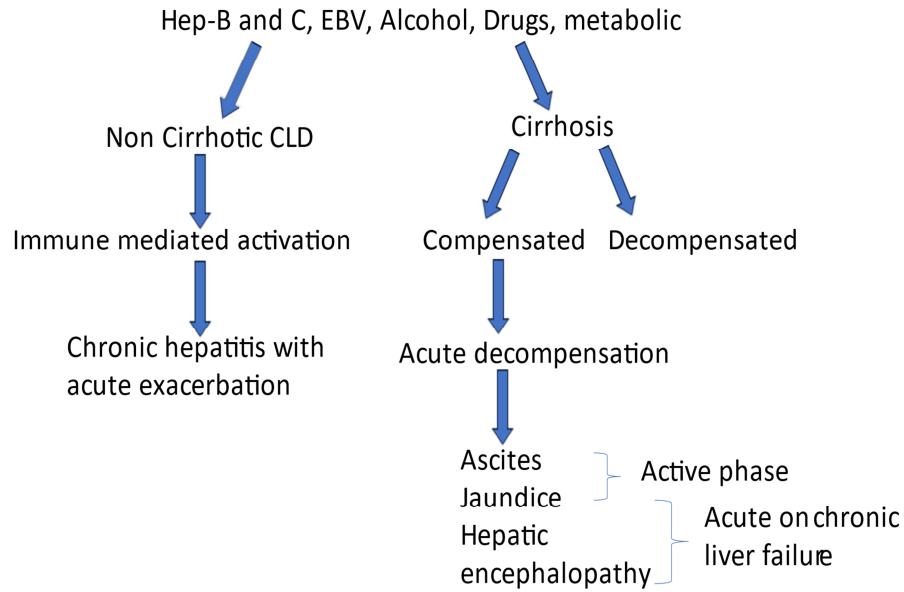 Hep-B and C, EBV, Alcohol, Drugs, metabolic
Non Cirrhotic CLD
Cirrhosis
Immune mediated activation
Compensated
Decompensated
Chronic hepatitis with
acute exacerbation
Acute decompensation
Ascites
Jaundice
Active phase
Hepatic
encephalopathy
Acute on chronic
liver failure